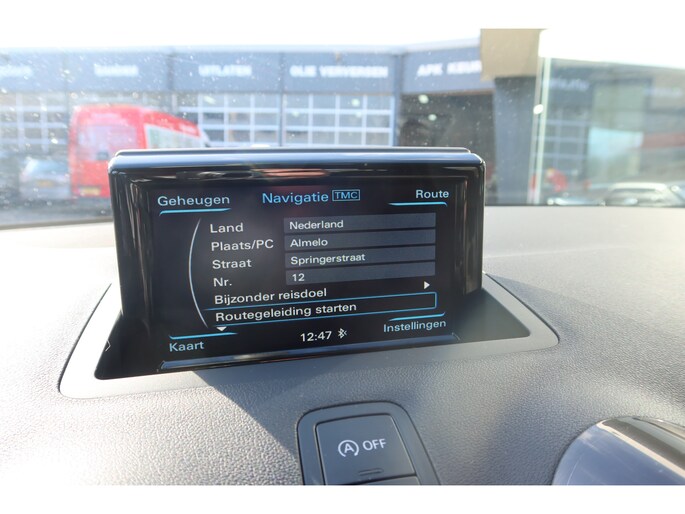 UITLATEN
OLIE VERVERSEN
APK KEUR
Geheugen
Navigatie TMC
Route
Land Nederland
Plaats/PC Almelo
Straat Springerstraat
Nr. 12
Bijzonder reisdoel
Routegeleiding starten
Kaart
12:47
Instellingen
A OFF